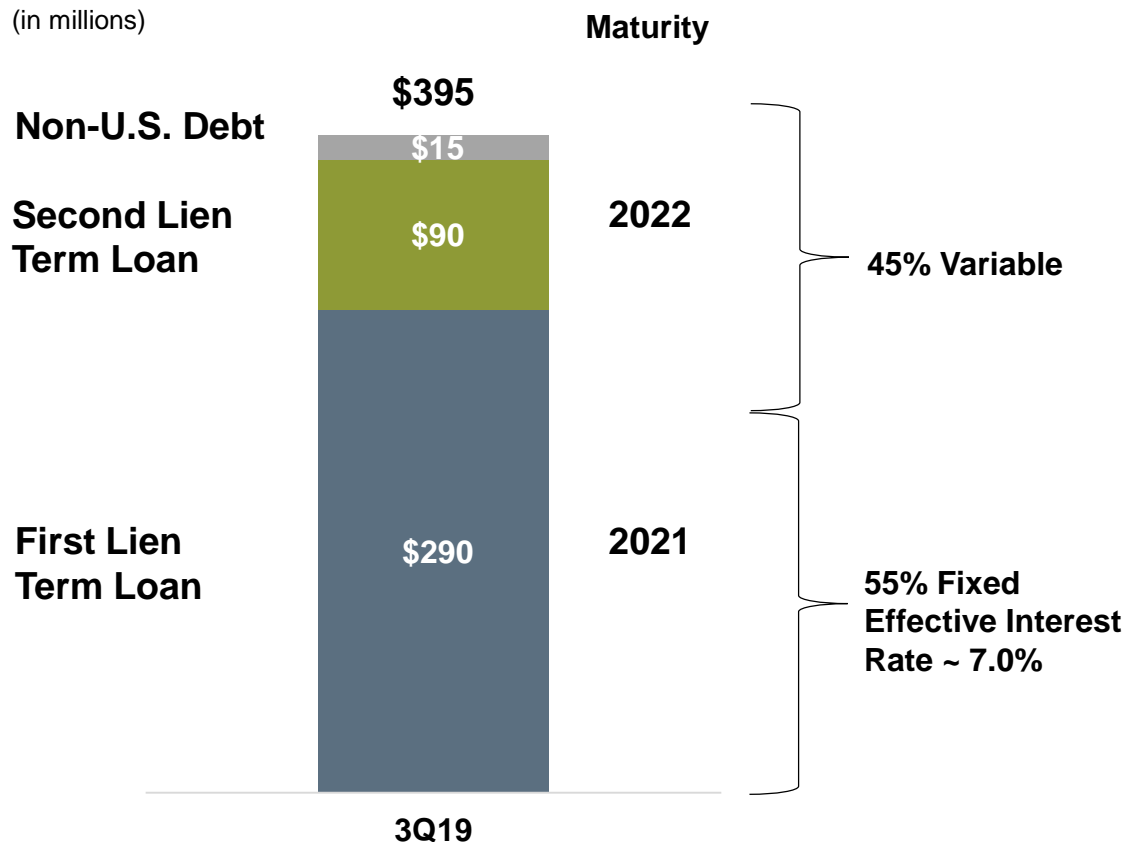 (in millions)
Maturity
$395
Non-U.S. Debt
$15
Second Lien
Term Loan
$90
2022
45% Variable
First Lien
Term Loan
$290
2021
55% Fixed
Effective Interest
Rate ~ 7.0%
3Q19